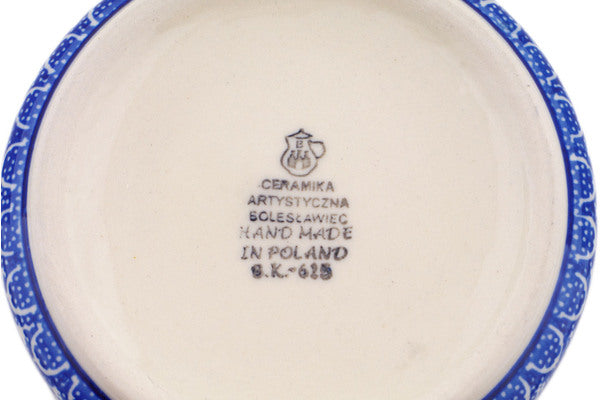 B
CERAMIKA
ARTYSTYCZNA
BOLESŁAWIEC
HAND MADE
IN POLAND